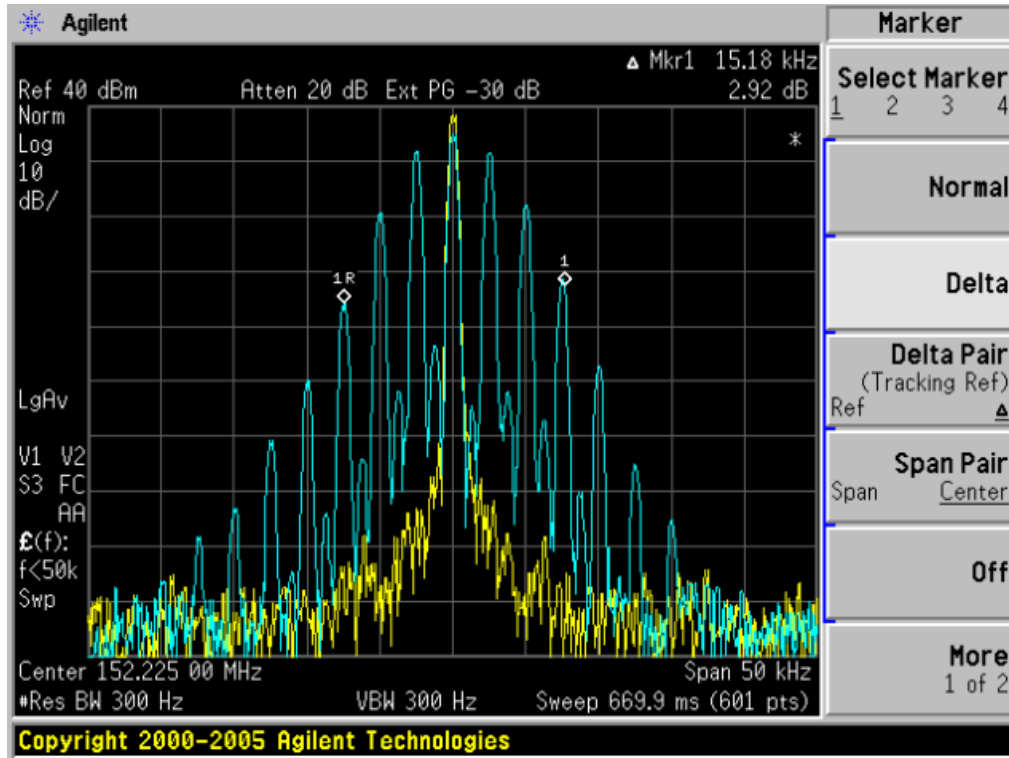 Agilent
Marker
Δ Mkr1 15.18 kHz
Ref 40 dBm Atten 20 dB Ext PG -30 dB 2.92 dB
Norm
Log
10
dB/
*
1R
1
LgAv
V1 V2
S3 FC
AA
£(f):
f<50k
Swp
Center 152.225 00 MHz Span 50 kHz
#Res BW 300 Hz VBW 300 Hz Sweep 669.9 ms (601 pts)
Select Marker
1 2 3 4
Normal
Delta
Delta Pair
(Tracking Ref)
Ref Δ
Span Pair
Span Center
Off
More
1 of 2
Copyright 2000-2005 Agilent Technologies